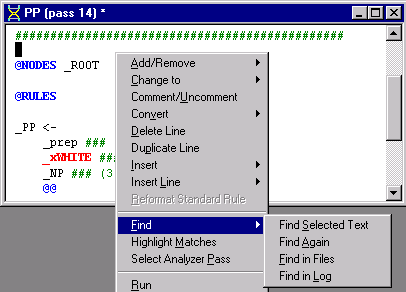 PP (pass 14) *
###############################################
@NODES _ROOT
@RULES
_PP <-
_prep ###
_xWHITE ###
_NP ### (3
@@
Add/Remove
Change to
Comment/Uncomment
Convert
Delete Line
Duplicate Line
Insert
Insert Line
Reformat Standard Rule
Find
Highlight Matches
Select Analyzer Pass
Run
Find Selected Text
Find Again
Find in Files
Find in Log